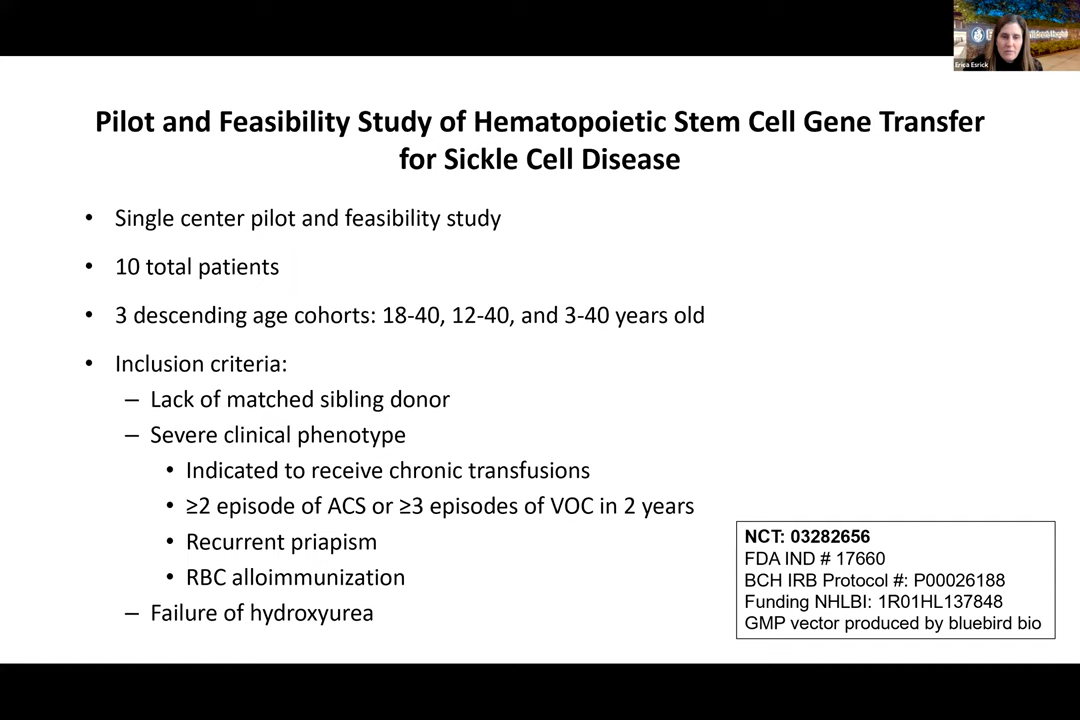 Erica Esrick
Pilot and Feasibility Study of Hematopoietic Stem Cell Gene Transfer
for Sickle Cell Disease
• Single center pilot and feasibility study
• 10 total patients
• 3 descending age cohorts: 18-40, 12-40, and 3-40 years old
• Inclusion criteria:
– Lack of matched sibling donor
– Severe clinical phenotype
• Indicated to receive chronic transfusions
• ≥2 episode of ACS or ≥3 episodes of VOC in 2 years
• Recurrent priapism
• RBC alloimmunization
– Failure of hydroxyurea
NCT: 03282656
FDA IND # 17660
BCH IRB Protocol #: P00026188
Funding NHLBI: 1R01HL137848
GMP vector produced by bluebird bio